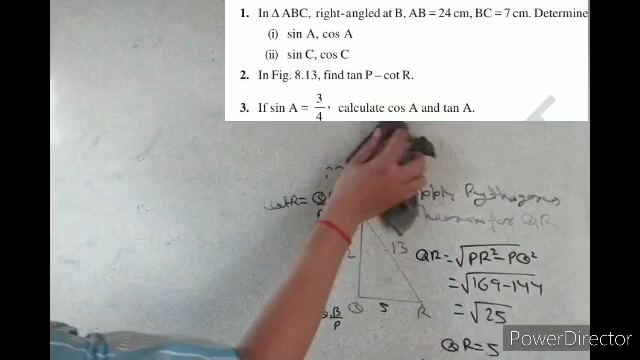 1. In Δ ABC, right-angled at B, AB = 24 cm, BC = 7 cm. Determine
(i) sin A, cos A
(ii) sin C, cos C
2. In Fig. 8.13, find tan P – cot R.
3. If sin A = 3/4, calculate cos A and tan A.
Pythagoras
cotR=
theorem for QR
13
QR = √PR²-PQ²
= √169-144
5 R
= √25
B/P
QR = 5
PowerDirector